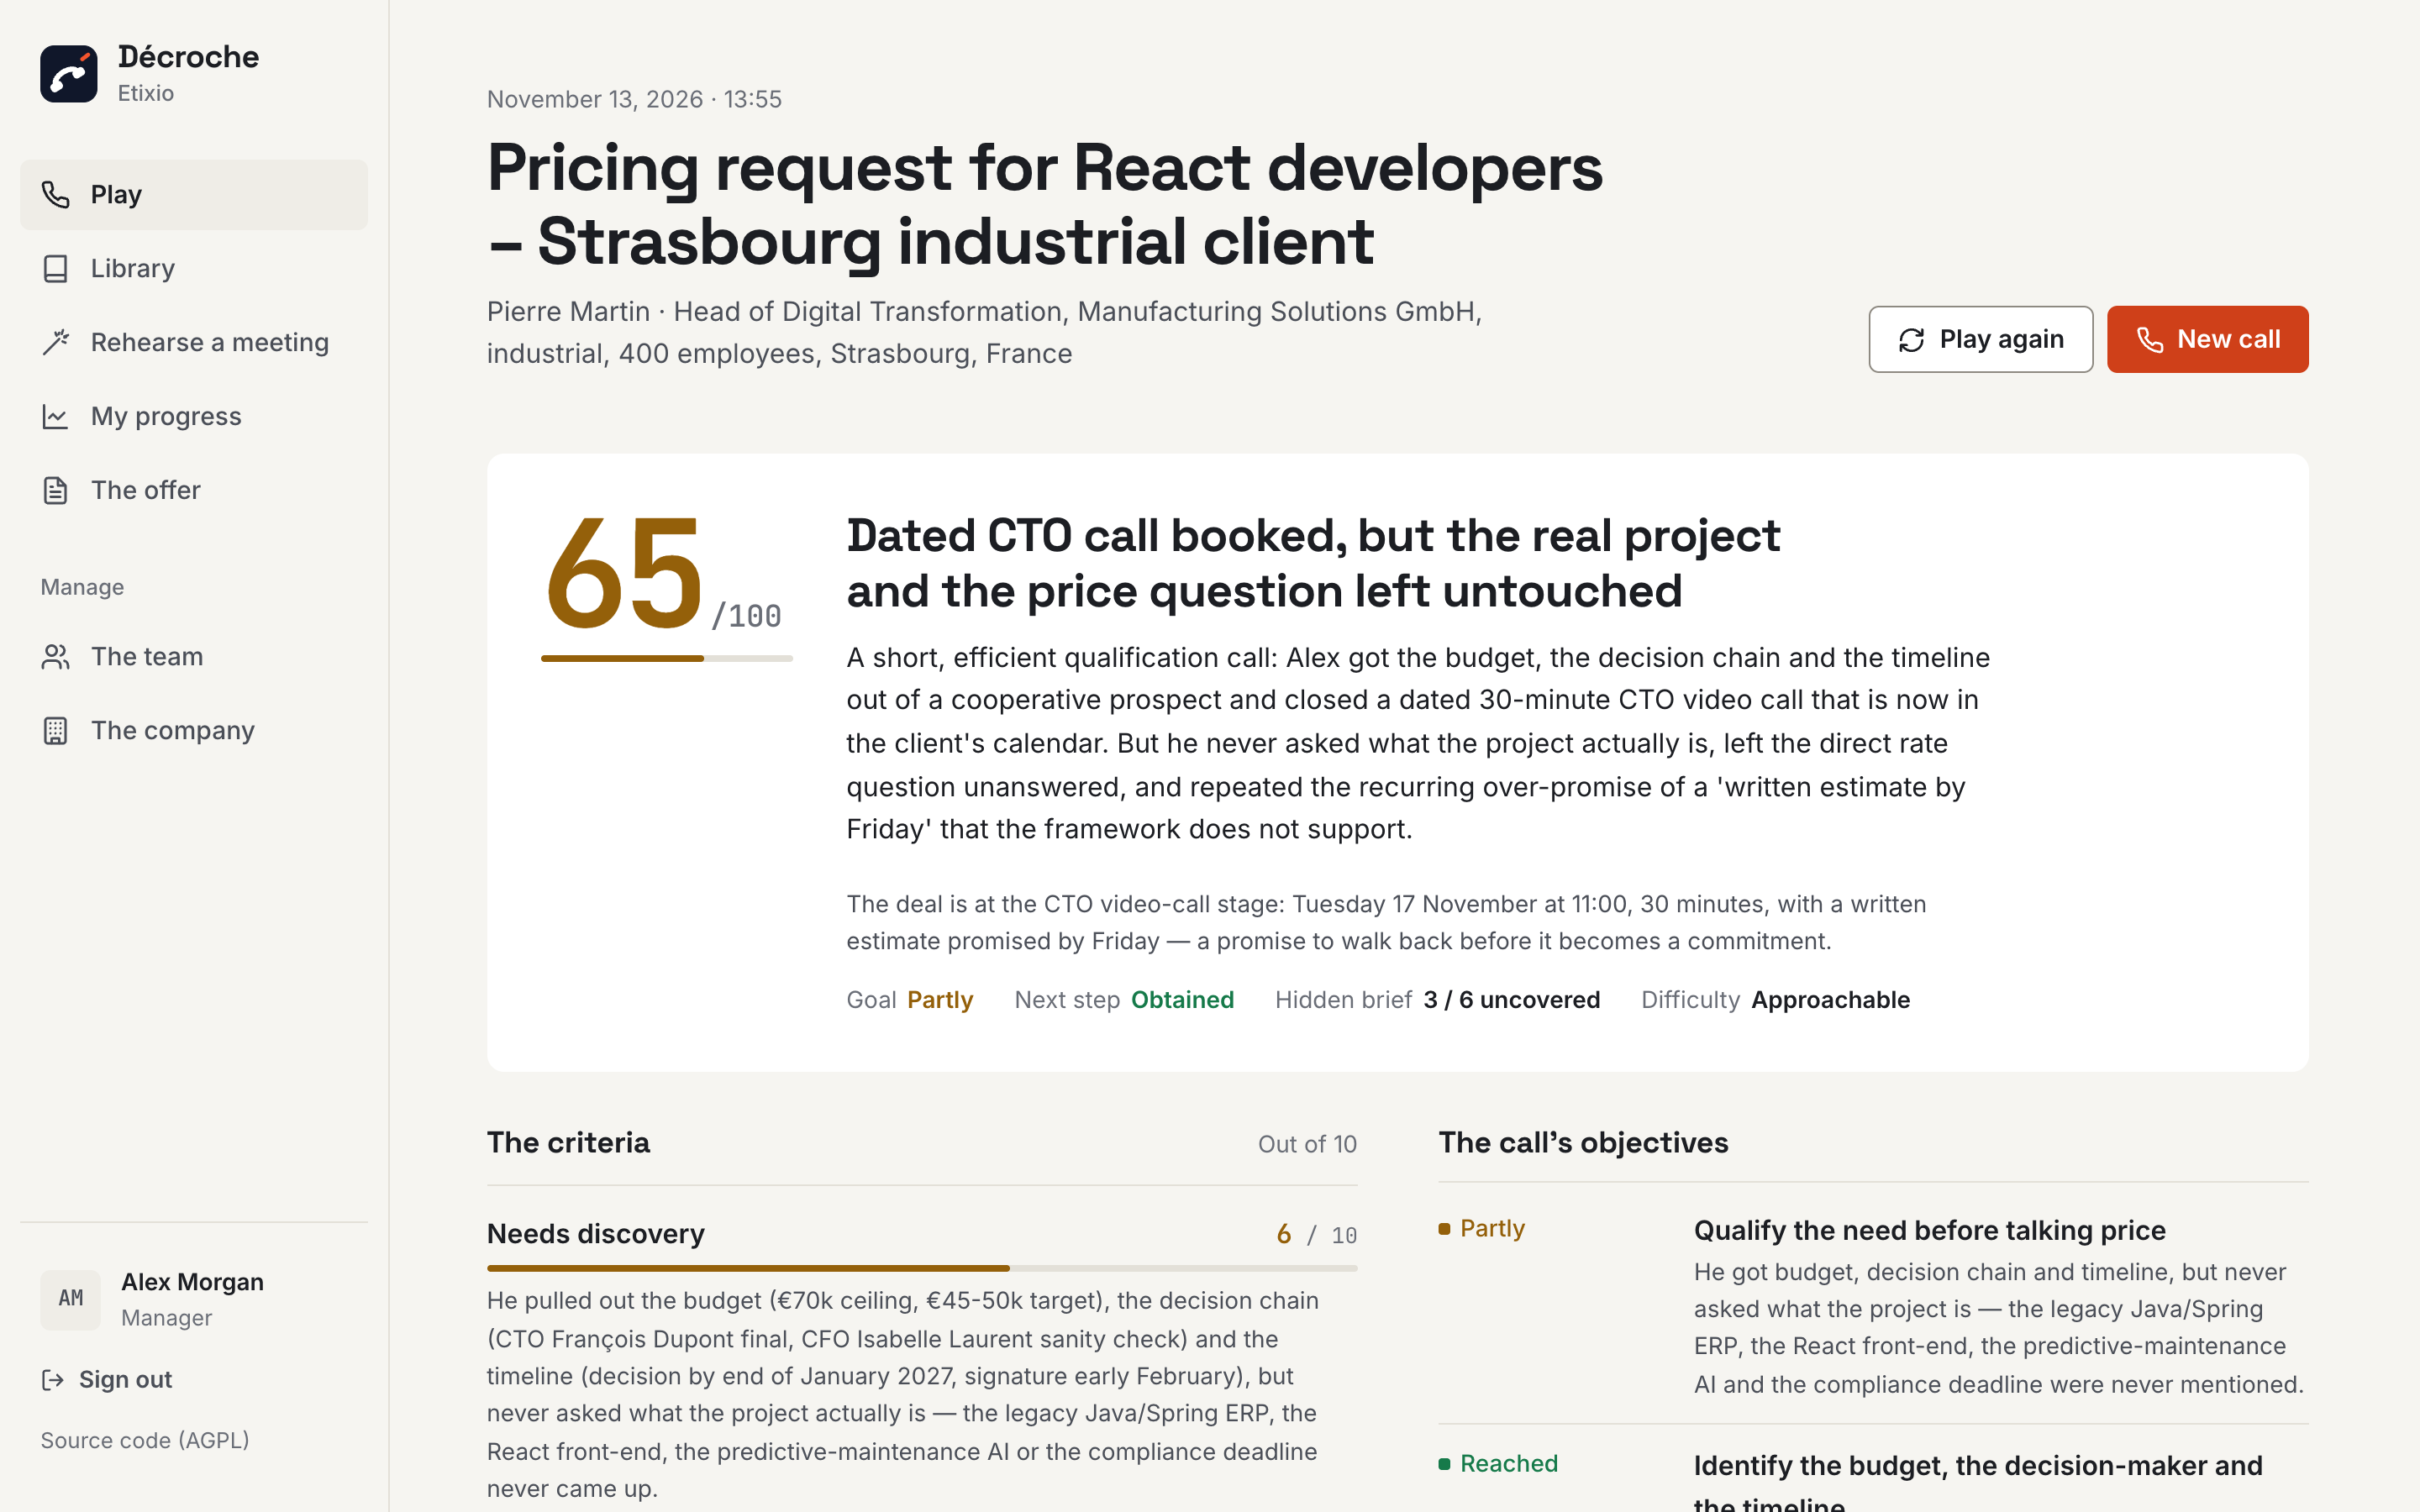 Décroche
Etixio
Play
Library
Rehearse a meeting
My progress
The offer
Manage
The team
The company
AM
Alex Morgan
Manager
Sign out
Source code (AGPL)
November 13, 2026 · 13:55
Pricing request for React developers
– Strasbourg industrial client
Pierre Martin · Head of Digital Transformation, Manufacturing Solutions GmbH,
industrial, 400 employees, Strasbourg, France
Play again
New call
65/100
Dated CTO call booked, but the real project
and the price question left untouched
A short, efficient qualification call: Alex got the budget, the decision chain and the timeline
out of a cooperative prospect and closed a dated 30-minute CTO video call that is now in
the client's calendar. But he never asked what the project actually is, left the direct rate
question unanswered, and repeated the recurring over-promise of a 'written estimate by
Friday' that the framework does not support.
The deal is at the CTO video-call stage: Tuesday 17 November at 11:00, 30 minutes, with a written
estimate promised by Friday — a promise to walk back before it becomes a commitment.
Goal Partly Next step Obtained Hidden brief 3 / 6 uncovered Difficulty Approachable
The criteria
Out of 10
Needs discovery
6 / 10
He pulled out the budget (€70k ceiling, €45-50k target), the decision chain
(CTO François Dupont final, CFO Isabelle Laurent sanity check) and the
timeline (decision by end of January 2027, signature early February), but
never asked what the project actually is — the legacy Java/Spring ERP, the
React front-end, the predictive-maintenance AI or the compliance deadline
never came up.
The call’s objectives
Partly
Qualify the need before talking price
He got budget, decision chain and timeline, but never
asked what the project is — the legacy Java/Spring
ERP, the React front-end, the predictive-maintenance
AI and the compliance deadline were never mentioned.
Reached
Identify the budget, the decision-maker and
the timeline